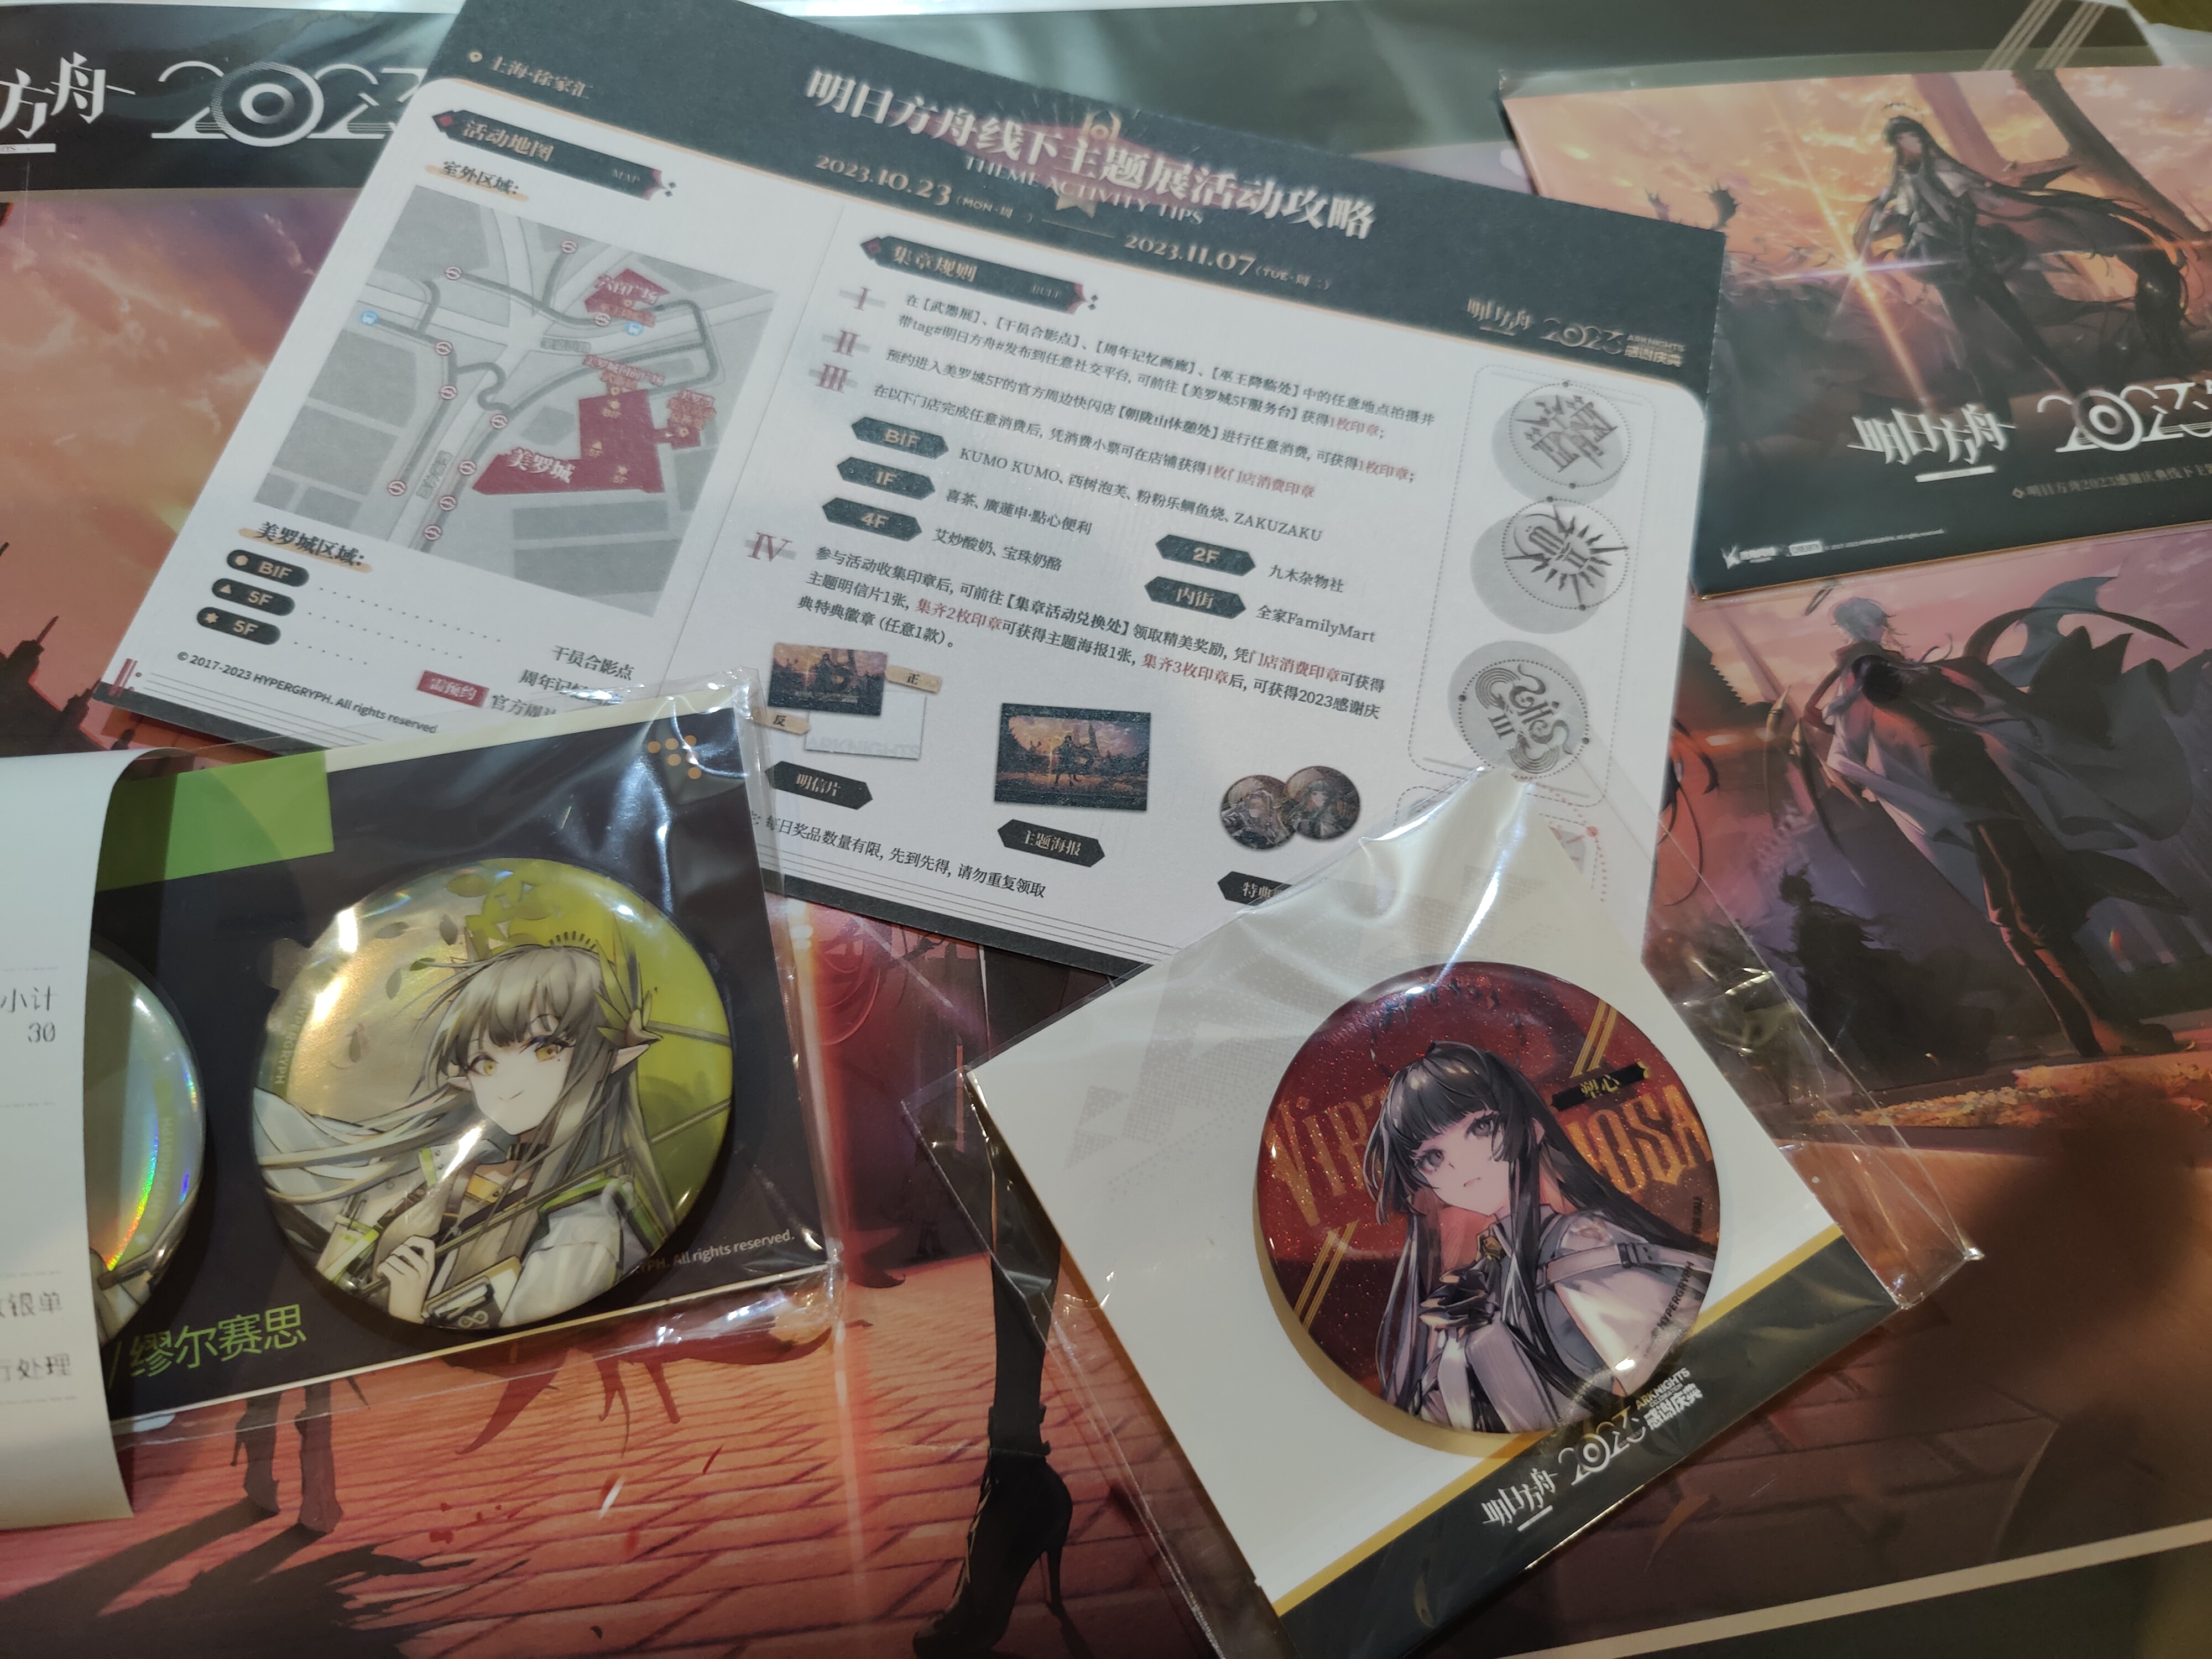 方舟 2023
上海·徐家汇
明日方舟线下主题展活动攻略
THEME ACTIVITY TIPS
2023.10.23 (MON·周一) 2023.11.07 (TUE·周二)
明日方舟 2023 ARKNIGHTS 感谢庆典
活动地图 MAP
室外区域:
美罗城
美罗城区域:
B1F
5F
5F
干员合影点
周年记忆
需预约 官方周边
© 2017-2023 HYPERGRYPH. All rights reserved.
集章规则 RULE
I 在【武器展】、【干员合影点】、【周年记忆画廊】、【巫王降临处】中的任意地点拍摄并
带tag#明日方舟#发布到任意社交平台, 可前往【美罗城5F服务台】获得1枚印章;
II 预约进入美罗城5F的官方周边快闪店【朝陇山休憩处】进行任意消费, 可获得1枚印章;
III 在以下门店完成任意消费后, 凭消费小票可在店铺获得1枚门店消费印章
B1F KUMO KUMO、西树泡芙、粉粉乐鲷鱼烧、ZAKUZAKU
1F 喜茶、廣蓮申·點心便利
2F 九木杂物社
4F 艾炒酸奶、宝珠奶酪
内街 全家FamilyMart
IV 参与活动收集印章后, 可前往【集章活动兑换处】领取精美奖励, 凭门店消费印章可获得
主题明信片1张, 集齐2枚印章可获得主题海报1张, 集齐3枚印章后, 可获得2023感谢庆
典特典徽章 (任意1款) 。
正
反
ARKNIGHTS
明信片
主题海报
特典
每日奖品数量有限, 先到先得, 请勿重复领取
I
II
III
明日方舟 2023
明日方舟2023感谢庆典线下主题
小计
30
银单
行处理
缪尔赛思
All rights reserved.
塑心
VIRT OSA
HYPERGRYPH
明日方舟 2023 ARKNIGHTS 感谢庆典